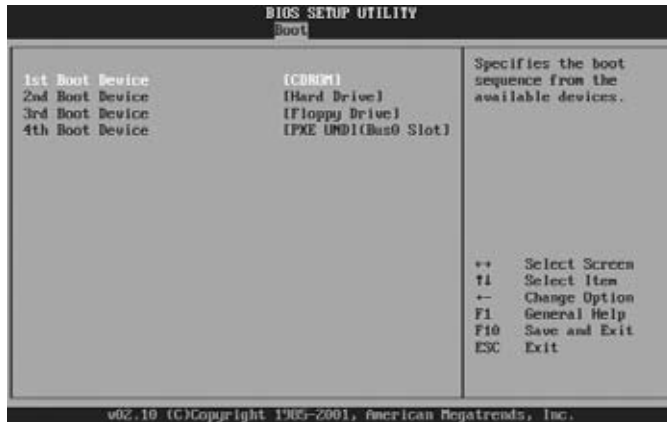 BIOS SETUP UTILITY
Boot
1st Boot Device [CDROM]
2nd Boot Device [Hard Drive]
3rd Boot Device [Floppy Drive]
4th Boot Device [PXE UNDI(Bus0 Slot]
Specifies the boot
sequence from the
available devices.
↔ Select Screen
↑↓ Select Item
+- Change Option
F1 General Help
F10 Save and Exit
ESC Exit
v02.10 (C)Copyright 1985-2001, American Megatrends, Inc.